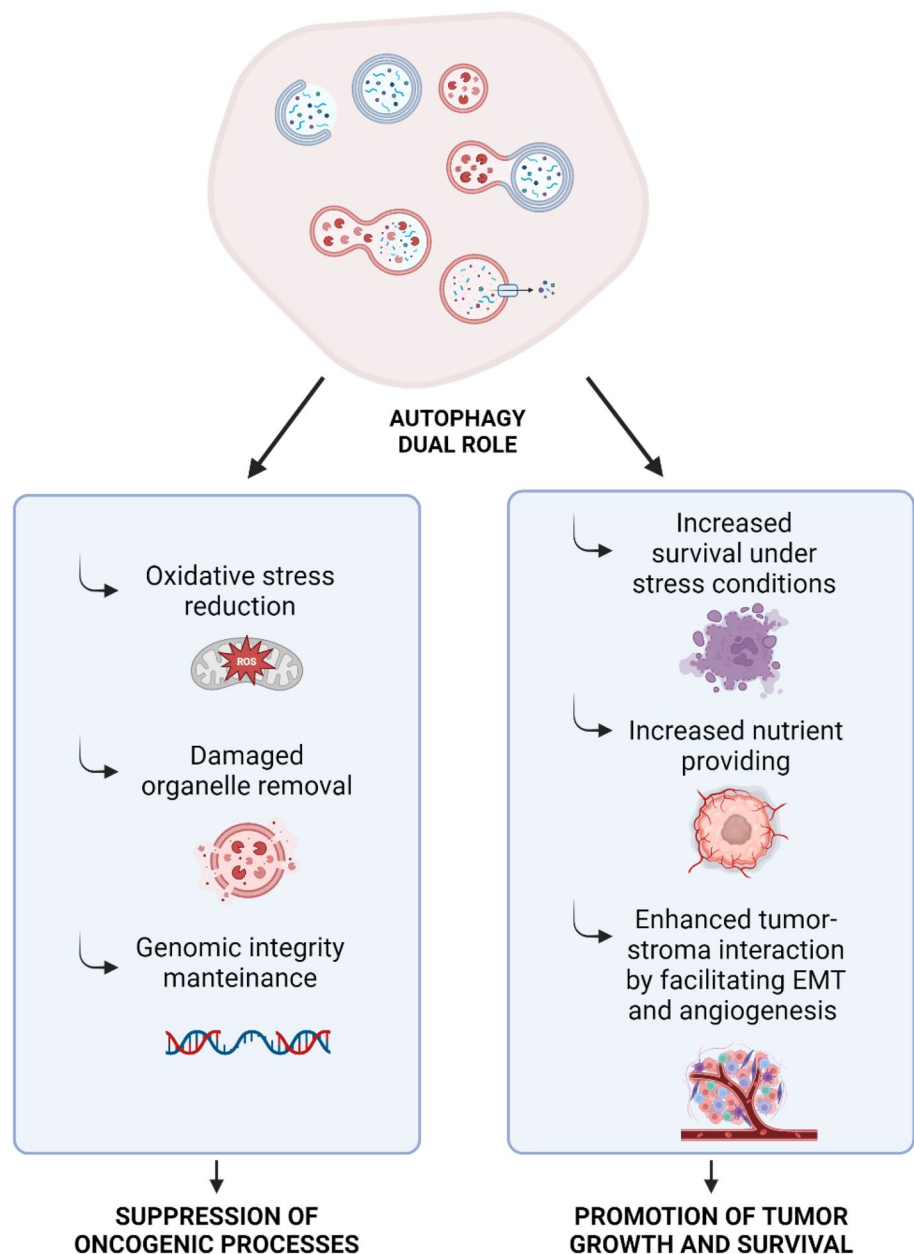 AUTOPHAGY
DUAL ROLE
Oxidative stress
reduction
ROS
Damaged
organelle removal
Genomic integrity
manteinance
SUPPRESSION OF
ONCOGENIC PROCESSES
Increased
survival under
stress conditions
Increased nutrient
providing
Enhanced tumor-
stroma interaction
by facilitating EMT
and angiogenesis
PROMOTION OF TUMOR
GROWTH AND SURVIVAL